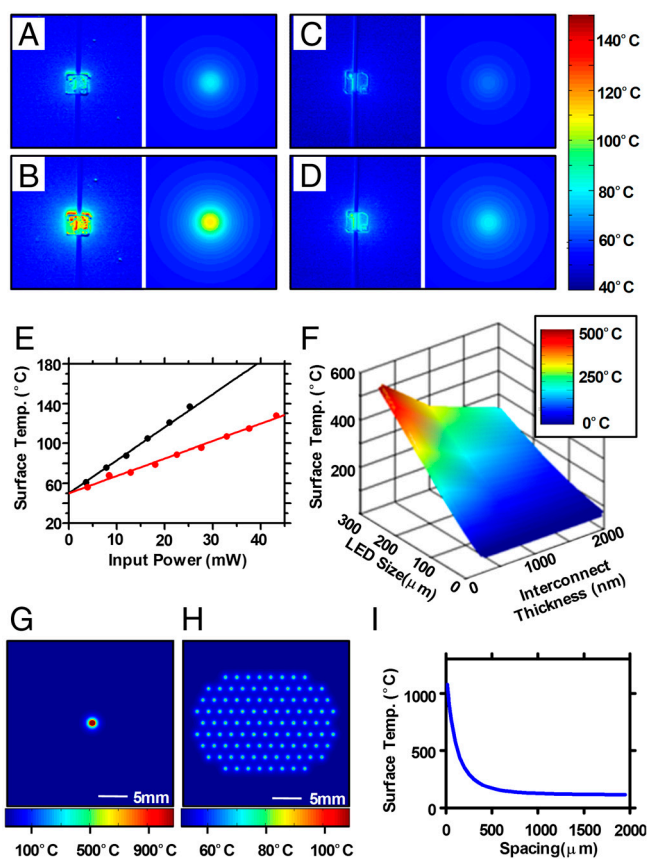 A
C
B
D
140°C
120°C
100°C
80°C
60°C
40°C
E
Surface Temp. (°C)
180
140
100
60
20
0
10
20
30
40
Input Power (mW)
F
Surface Temp. (°C)
600
400
200
300
200
100
0
LED Size(μm)
0
1000
2000
Interconnect
Thickness (nm)
500°C
250°C
0°C
G
5mm
100°C
500°C
900°C
H
5mm
60°C
80°C
100°C
I
Surface Temp. (°C)
1000
500
0
0
500
1000
1500
2000
Spacing(μm)